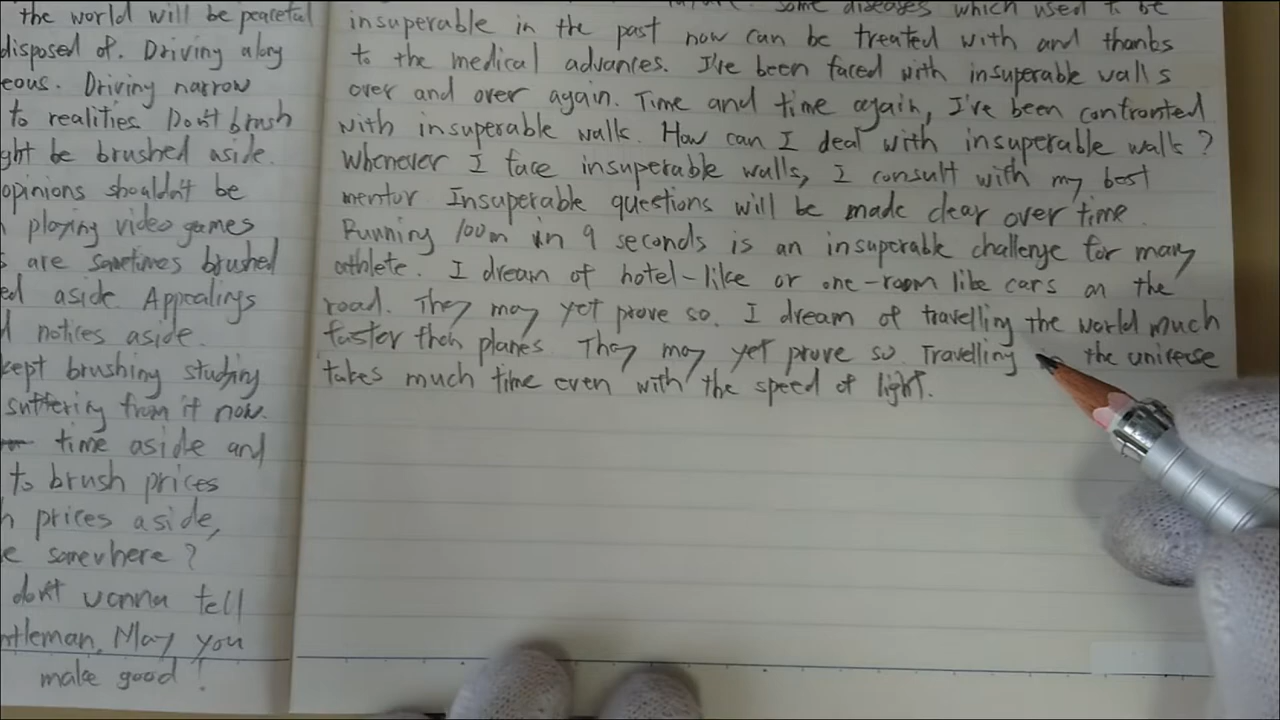 the world will be peaceful
disposed of. Driving along
eous. Driving narrow
to realities. Don't brush
ght be brushed aside.
opinions shouldn't be
playing video games
s are sometimes brushed
ed aside Appealings
d notices aside.
kept brushing studying
suffering from it now.
time aside and
to brush prices
h prices aside,
e somewhere?
don't wanna tell
ntleman. May you
make good!
some diseases which used to be
insuperable in the past now can be treated with and thanks
to the medical advances. I've been faced with insuperable walls
over and over again. Time and time again, I've been confronted
with insuperable walls. How can I deal with insuperable walls?
Whenever I face insuperable walls, I consult with my best
mentor Insuperable questions will be made clear over time.
Running 100m in 9 seconds is an insuperable challenge for many
athlete. I dream of hotel-like or one-room like cars on the
road. They may yet prove so. I dream of travelling the world much
faster than planes They may yet prove so. Travelling the universe
takes much time even with the speed of light.